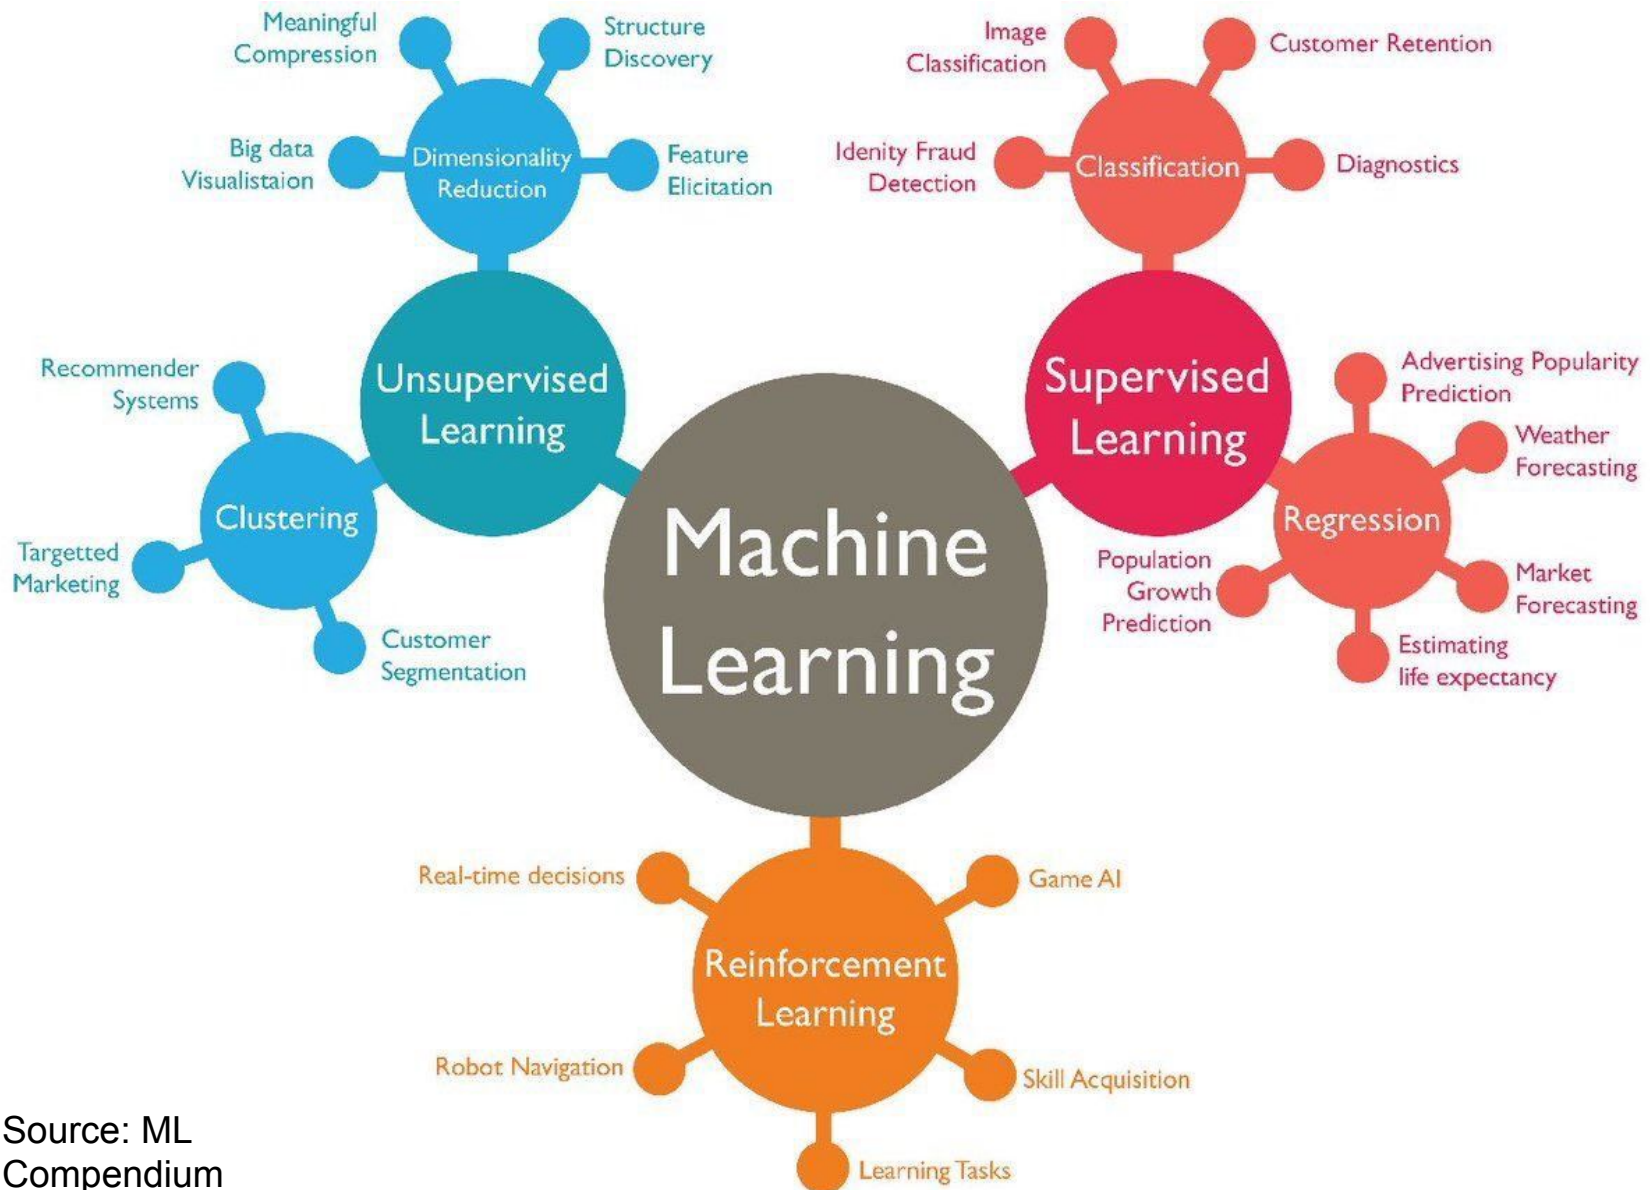 Meaningful
Compression
Structure
Discovery
Big data
Visualistaion
Dimensionality
Reduction
Feature
Elicitation
Image
Classification
Customer Retention
Idenity Fraud
Detection
Classification
Diagnostics
Recommender
Systems
Unsupervised
Learning
Clustering
Targetted
Marketing
Customer
Segmentation
Supervised
Learning
Advertising Popularity
Prediction
Weather
Forecasting
Regression
Population
Growth
Prediction
Market
Forecasting
Estimating
life expectancy
Machine
Learning
Real-time decisions
Game AI
Reinforcement
Learning
Robot Navigation
Skill Acquisition
Learning Tasks
Source: ML
Compendium